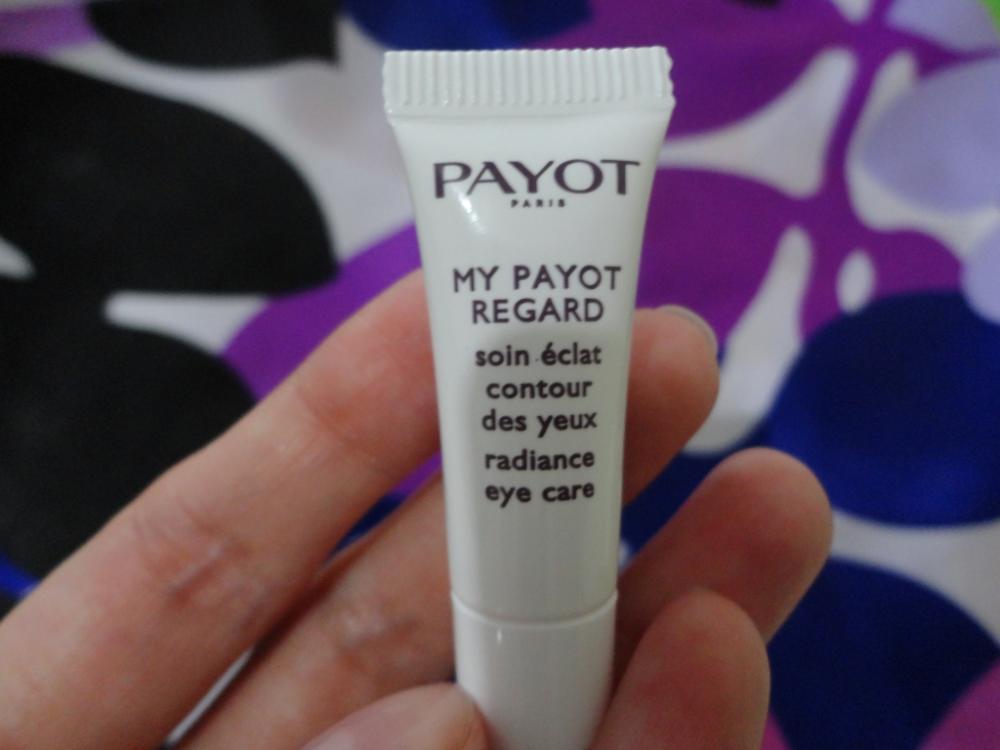 PAYOT
PARIS
MY PAYOT
REGARD
soin éclat
contour
des yeux
radiance
eye care